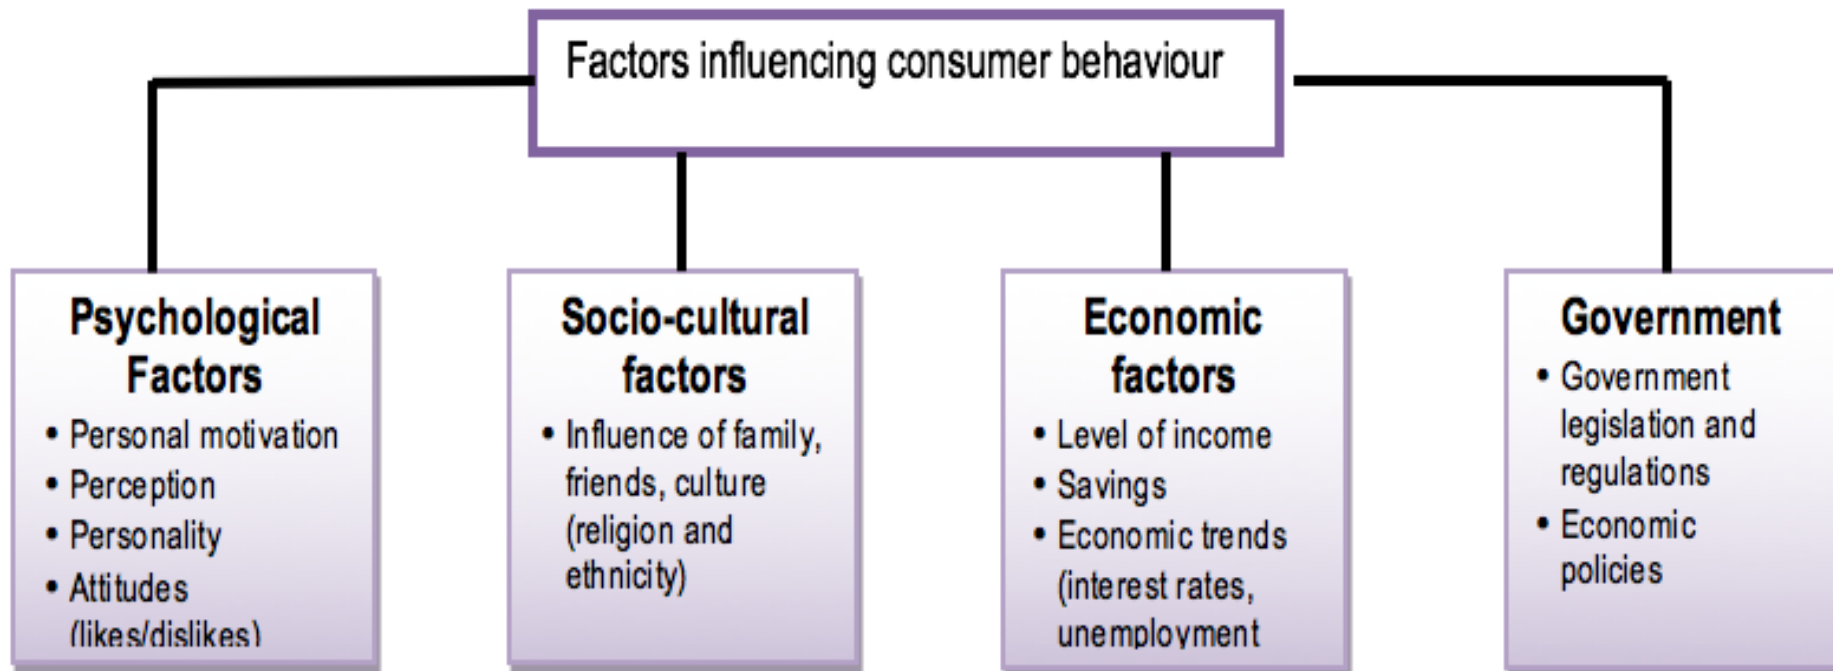 Factors influencing consumer behaviour
Psychological
Factors
• Personal motivation
• Perception
• Personality
• Attitudes
(likes/dislikes)
Socio-cultural
factors
• Influence of family,
friends, culture
(religion and
ethnicity)
Economic
factors
• Level of income
• Savings
• Economic trends
(interest rates,
unemployment
Government
• Government
legislation and
regulations
• Economic
policies